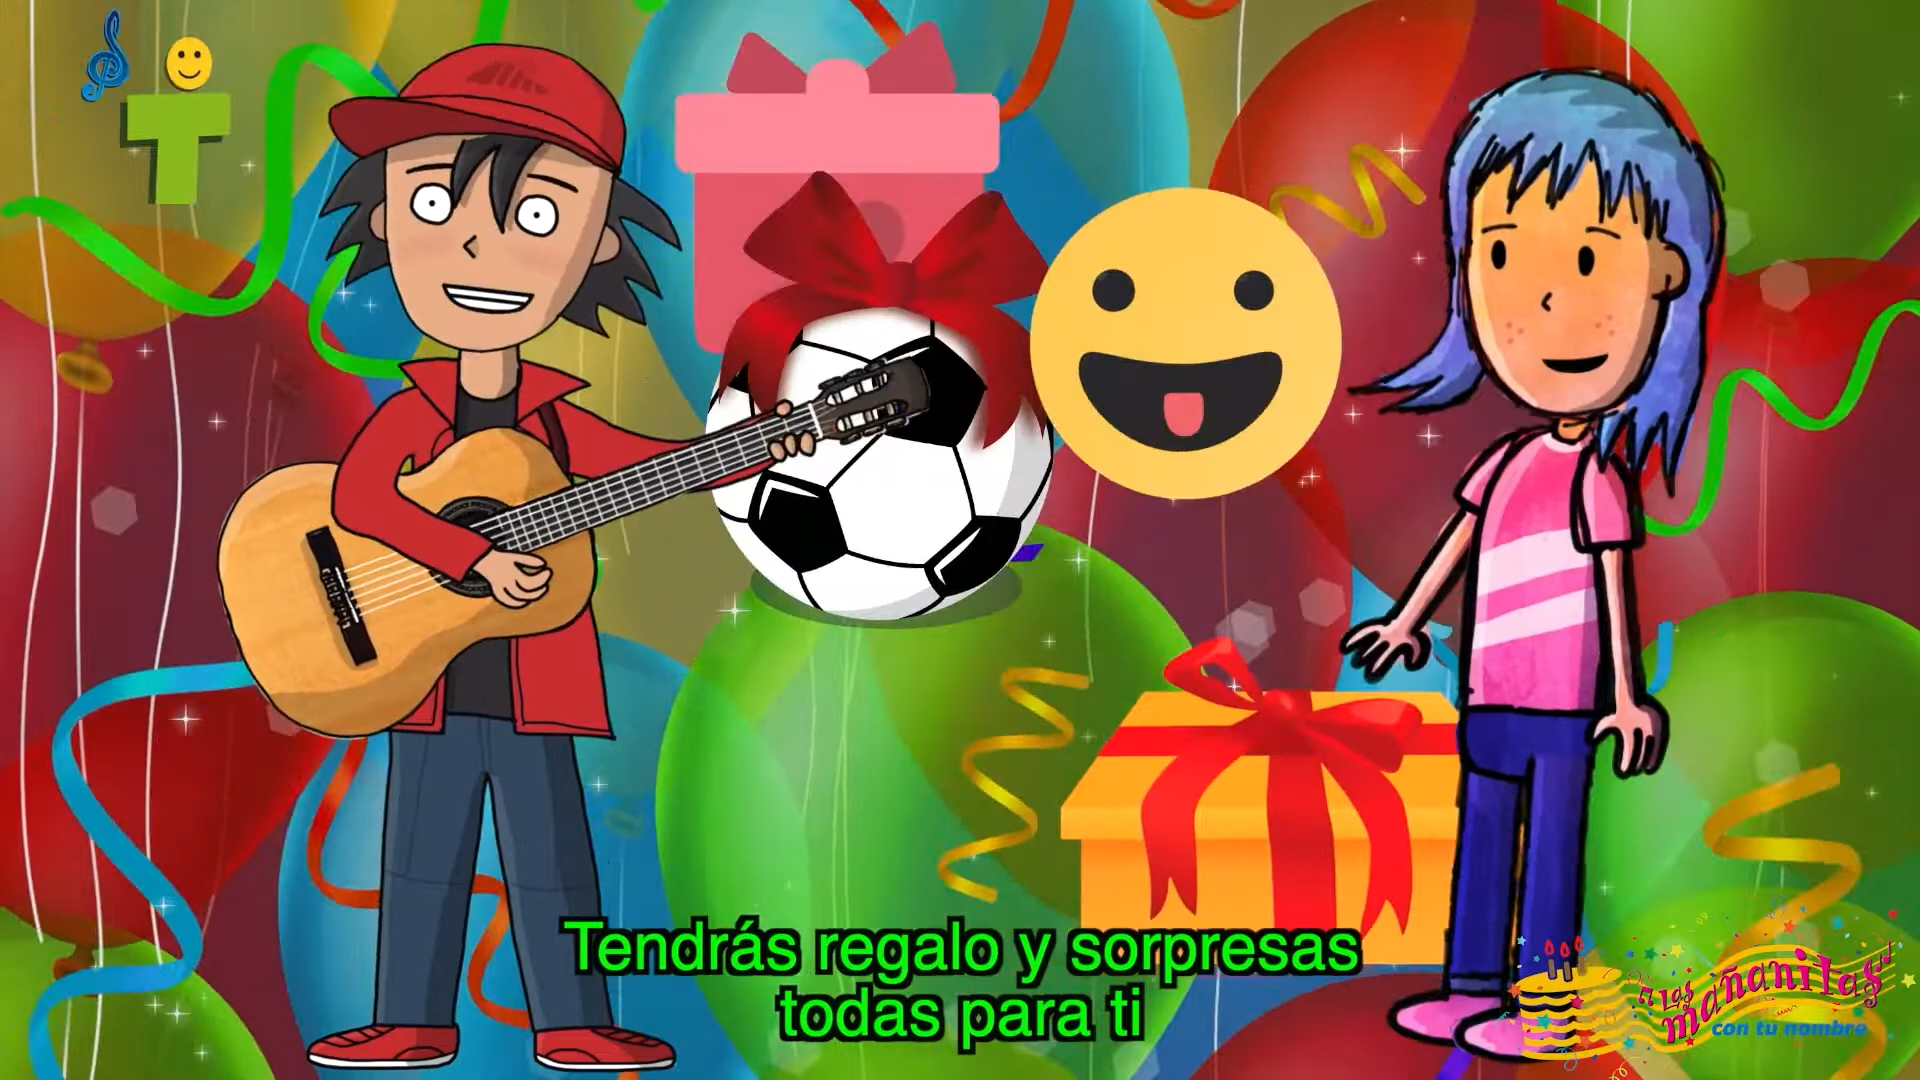 T
Tendrás regalo y sorpresas
todas para ti
Las
mañanitas
con tu nombre